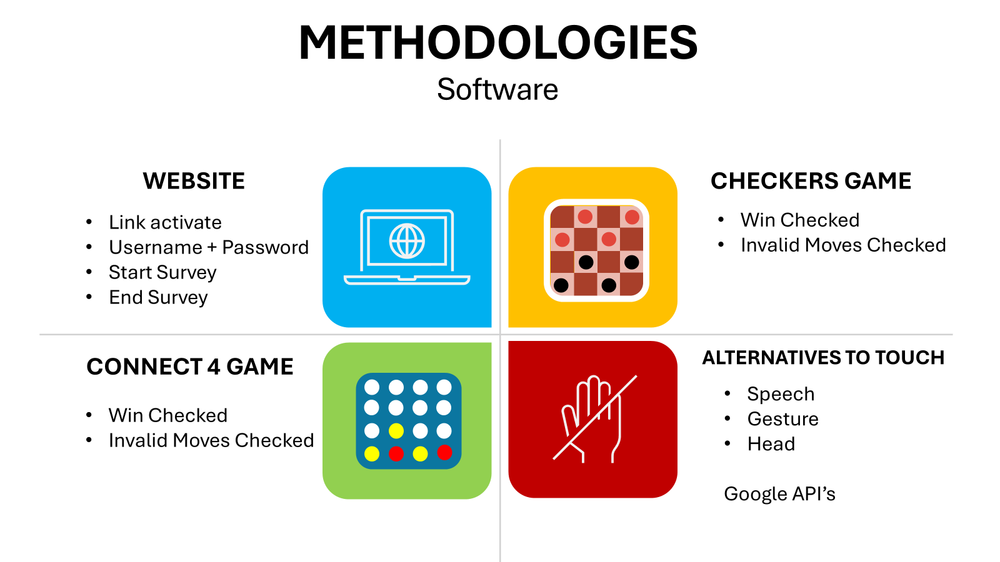 METHODOLOGIES
Software
WEBSITE
• Link activate
• Username + Password
• Start Survey
• End Survey
CHECKERS GAME
• Win Checked
• Invalid Moves Checked
CONNECT 4 GAME
• Win Checked
• Invalid Moves Checked
ALTERNATIVES TO TOUCH
• Speech
• Gesture
• Head
Google API’s